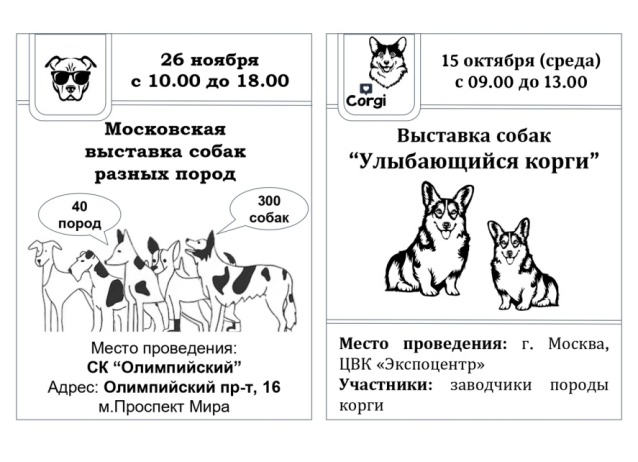 26 ноября
с 10.00 до 18.00
Московская
выставка собак
разных пород
40
пород
300
собак
Место проведения:
СК “Олимпийский”
Адрес: Олимпийский пр-т, 16
м.Проспект Мира
Corgi
15 октября (среда)
с 09.00 до 13.00
Выставка собак
“Улыбающийся корги”
Место проведения: г. Москва,
ЦВК «Экспоцентр»
Участники: заводчики породы
корги